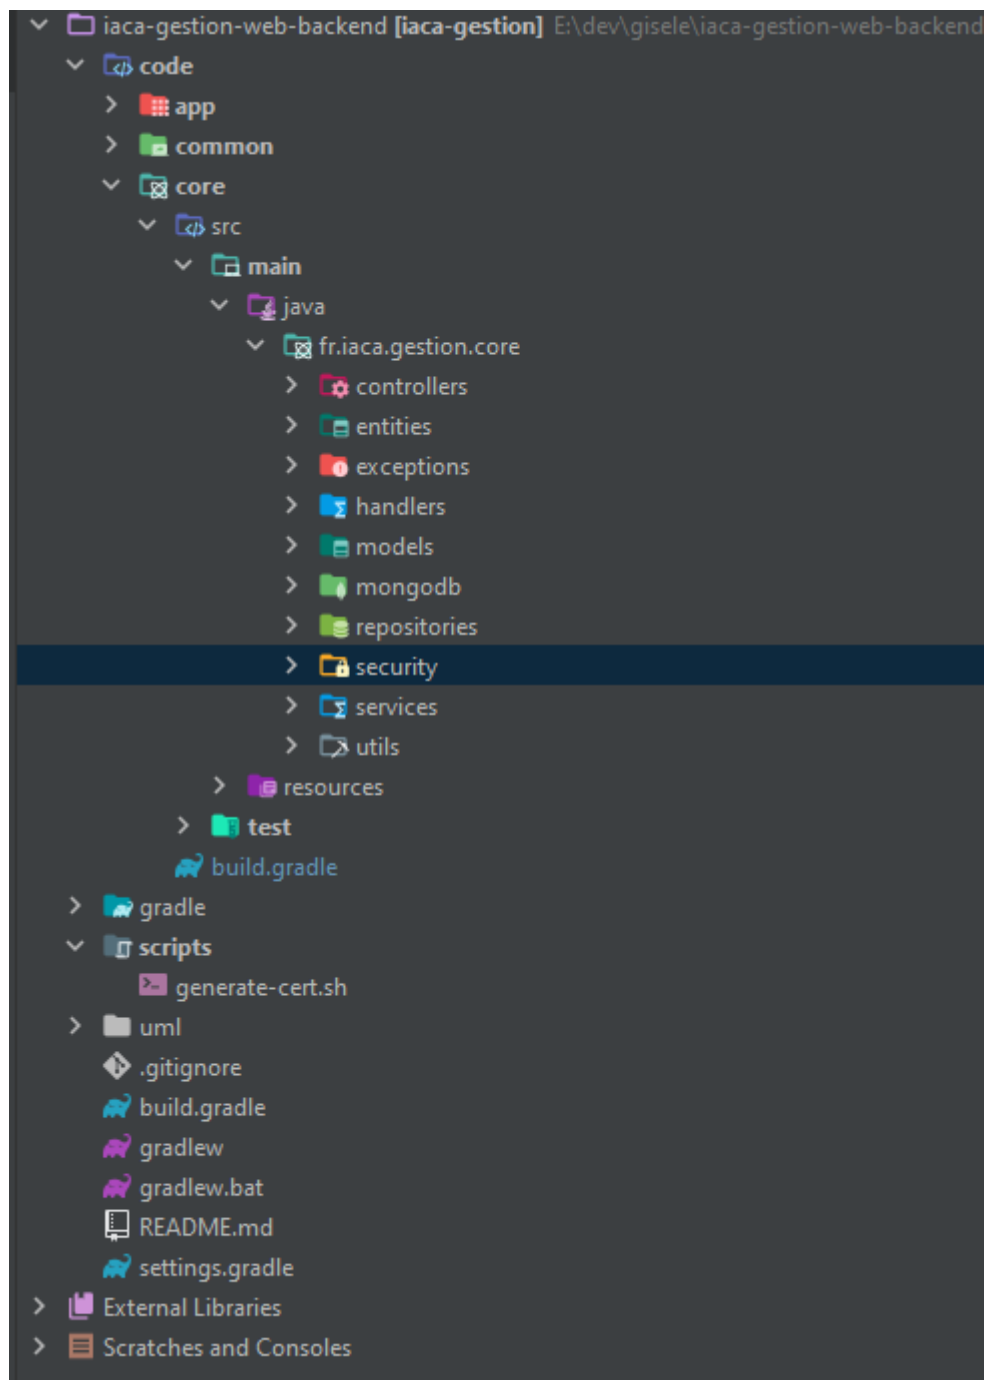 iaca-gestion-web-backend [iaca-gestion] E:\dev\gisele\iaca-gestion-web-backend
code
app
common
core
src
main
java
fr.iaca.gestion.core
controllers
entities
exceptions
handlers
models
mongodb
repositories
security
services
utils
resources
test
build.gradle
gradle
scripts
generate-cert.sh
uml
.gitignore
build.gradle
gradlew
gradlew.bat
README.md
settings.gradle
External Libraries
Scratches and Consoles